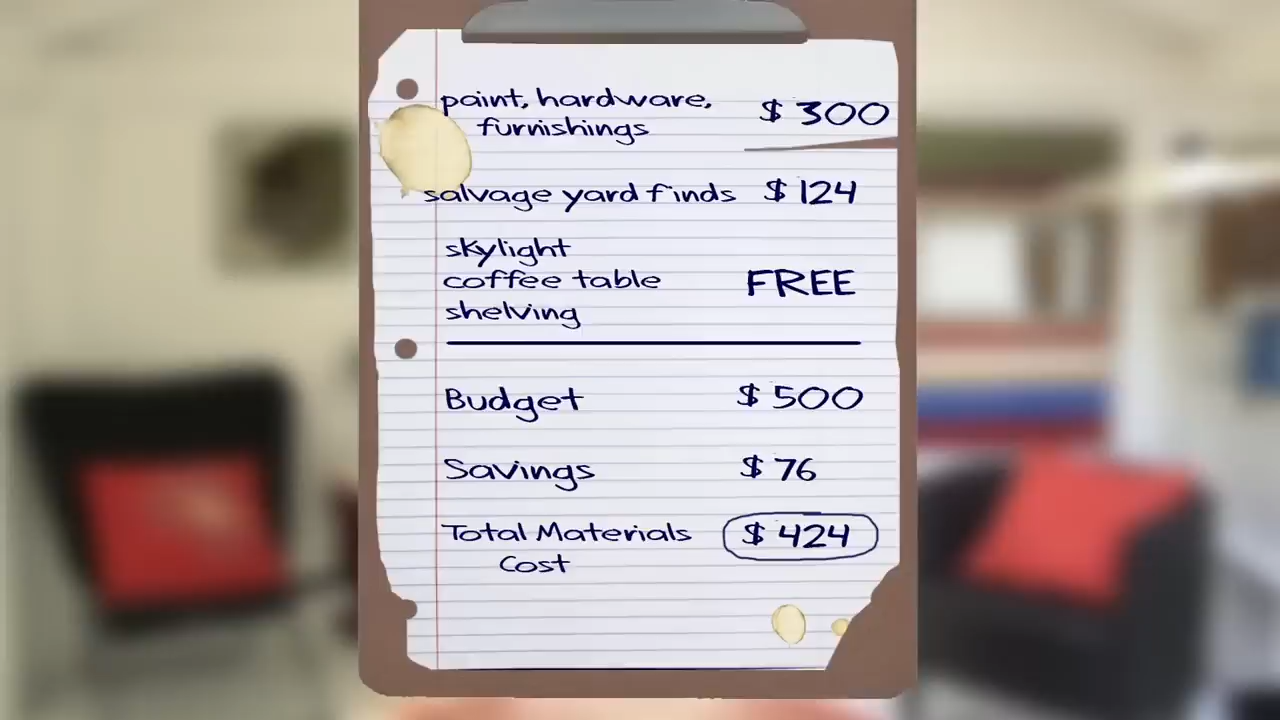 paint, hardware, $ 300
furnishings
salvage yard finds $ 124
skylight
coffee table FREE
shelving
Budget $ 500
Savings $ 76
Total Materials $ 424
Cost